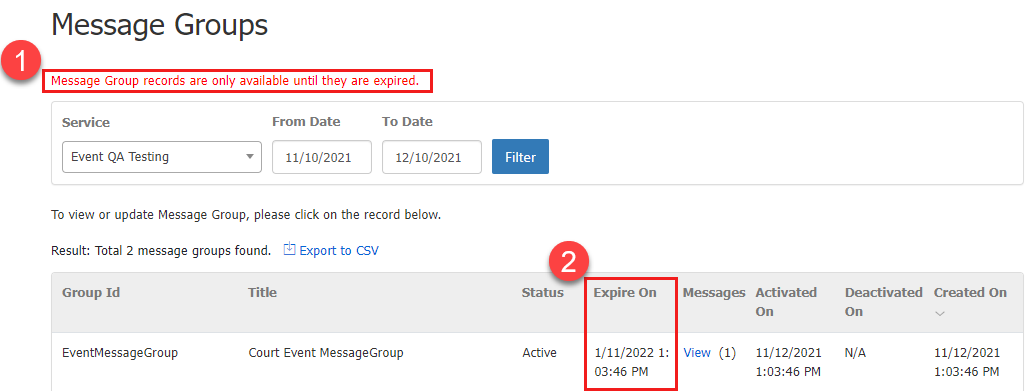 Message Groups
1
Message Group records are only available until they are expired.
Service From Date To Date
Event QA Testing 11/10/2021 12/10/2021 Filter
To view or update Message Group, please click on the record below.
Result: Total 2 message groups found. Export to CSV
2
Group Id Title Status Expire On Messages Activated Deactivated Created On
On On
EventMessageGroup Court Event MessageGroup Active 1/11/2022 1: View (1) 11/12/2021 N/A 11/12/2021
03:46 PM 1:03:46 PM 1:03:46 PM